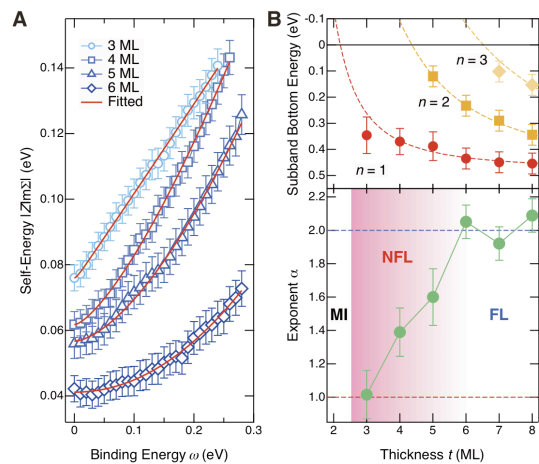 A
3 ML
4 ML
5 ML
6 ML
Fitted
0.14
0.12
0.10
0.08
0.06
0.04
Self-Energy |ZImΣ| (eV)
0
0.1
0.2
0.3
Binding Energy ω (eV)
B
-0.1
0
0.1
0.2
0.3
0.4
0.5
Subband Bottom Energy (eV)
n = 3
n = 2
n = 1
2.2
2.0
1.8
1.6
1.4
1.2
1.0
Exponent α
NFL
MI
FL
2
3
4
5
6
7
8
Thickness t (ML)